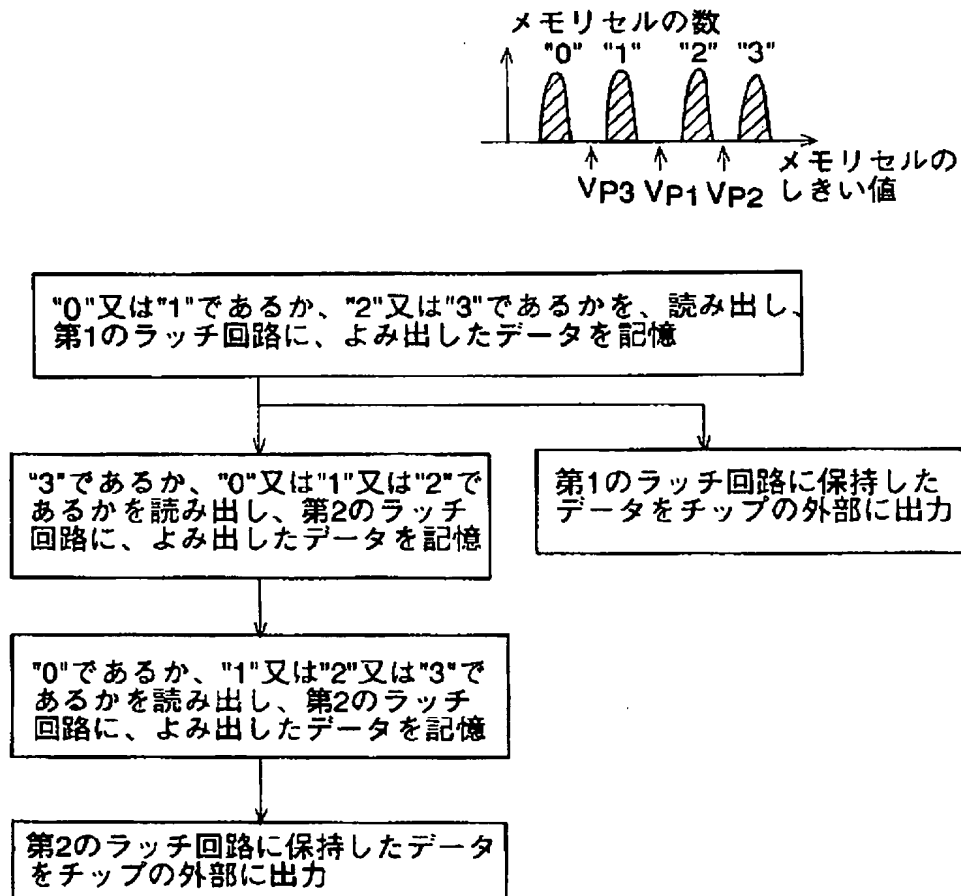 メモリセルの数
"0" "1" "2" "3"
メモリセルの
しきい値
VP3 VP1 VP2
"0"又は"1"であるか、"2"又は"3"であるかを、読み出し、
第1のラッチ回路に、よみ出したデータを記憶
"3"であるか、"0"又は"1"又は"2"で
あるかを読み出し、第2のラッチ
回路に、よみ出したデータを記憶
第1のラッチ回路に保持した
データをチップの外部に出力
"0"であるか、"1"又は"2"又は"3"で
あるかを読み出し、第2のラッチ
回路に、よみ出したデータを記憶
第2のラッチ回路に保持したデータ
をチップの外部に出力